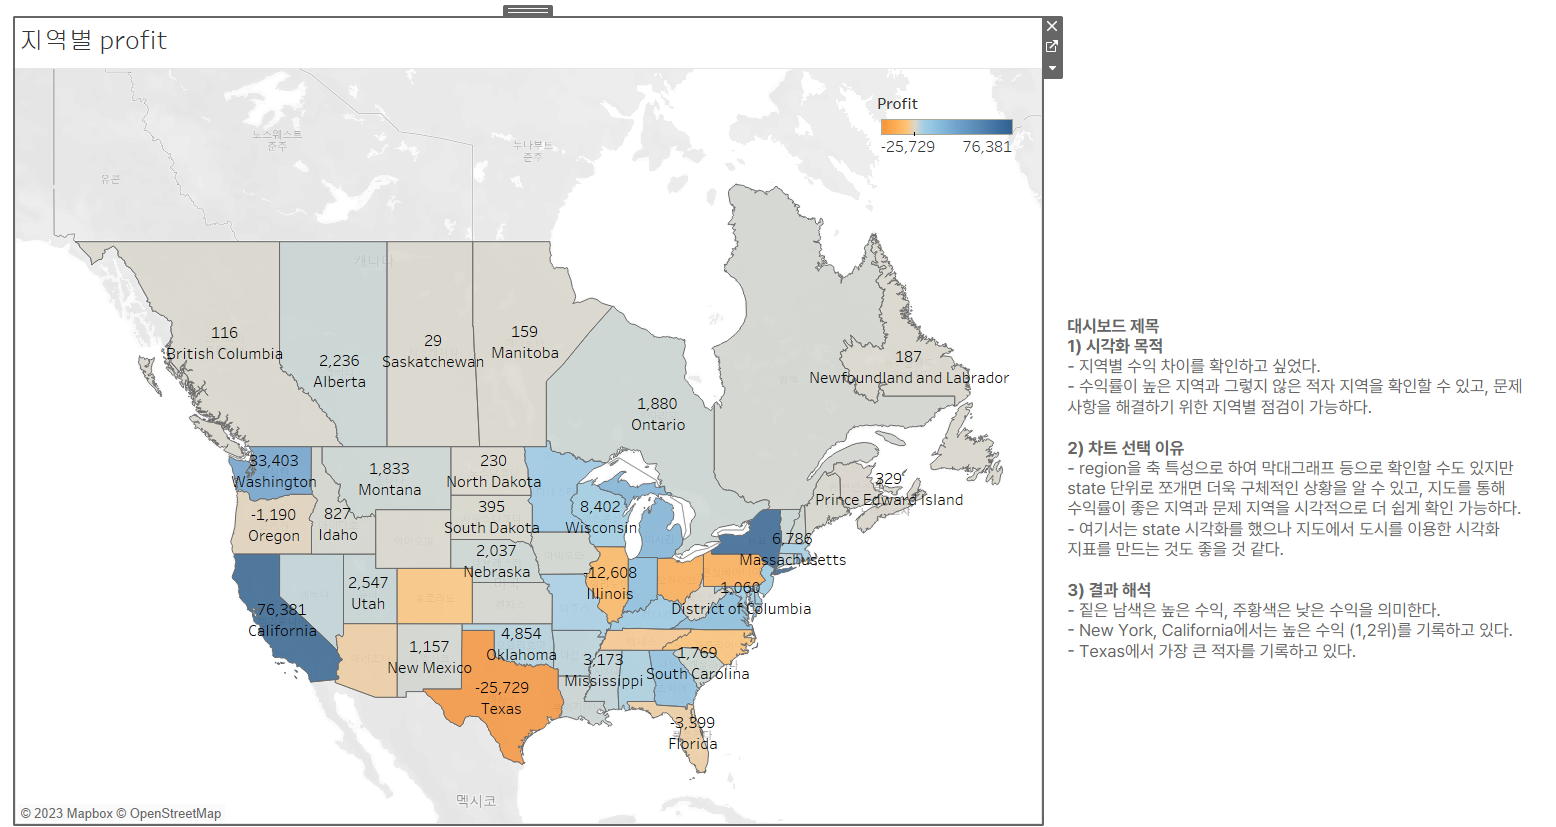 지역별 profit
Profit
-25,729 76,381
노스웨스트
준주
누나부트
준주
유콘
캐나다
116
British Columbia
2,236
Alberta
29
Saskatchewan
159
Manitoba
187
Newfoundland and Labrador
1,880
Ontario
329
Prince Edward Island
33,403
Washington
1,833
Montana
230
North Dakota
-1,190
Oregon
827
Idaho
395
South Dakota
8,402
Wisconsin
6,786
Massachusetts
2,037
Nebraska
-12,608
Illinois
2,547
Utah
1,060
District of Columbia
76,381
California
1,157
New Mexico
4,854
Oklahoma
3,173
Mississippi
1,769
South Carolina
-25,729
Texas
-3,399
Florida
멕시코
© 2023 Mapbox © OpenStreetMap
대시보드 제목
1) 시각화 목적
- 지역별 수익 차이를 확인하고 싶었다.
- 수익률이 높은 지역과 그렇지 않은 적자 지역을 확인할 수 있고, 문제
사항을 해결하기 위한 지역별 점검이 가능하다.
2) 차트 선택 이유
- region을 축 특성으로 하여 막대그래프 등으로 확인할 수도 있지만
state 단위로 쪼개면 더욱 구체적인 상황을 알 수 있고, 지도를 통해
수익률이 좋은 지역과 문제 지역을 시각적으로 더 쉽게 확인 가능하다.
- 여기서는 state 시각화를 했으나 지도에서 도시를 이용한 시각화
지표를 만드는 것도 좋을 것 같다.
3) 결과 해석
- 짙은 남색은 높은 수익, 주황색은 낮은 수익을 의미한다.
- New York, California에서는 높은 수익 (1,2위)를 기록하고 있다.
- Texas에서 가장 큰 적자를 기록하고 있다.